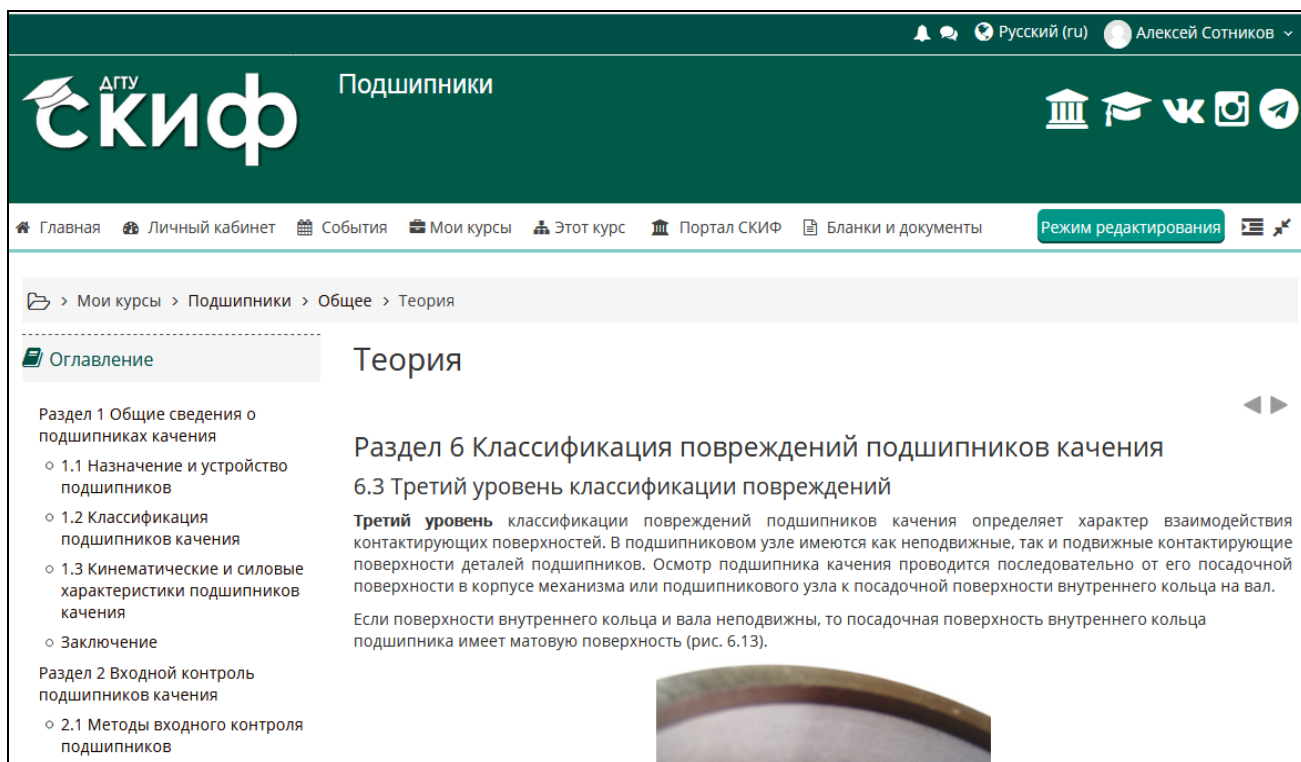 Русский (ru) Алексей Сотников
ДГТУ
Скиф
Подшипники
Главная Личный кабинет События Мои курсы Этот курс Портал СКИФ Бланки и документы Режим редактирования
> Мои курсы > Подшипники > Общее > Теория
Оглавление
Раздел 1 Общие сведения о
подшипниках качения
1.1 Назначение и устройство
подшипников
1.2 Классификация
подшипников качения
1.3 Кинематические и силовые
характеристики подшипников
качения
Заключение
Раздел 2 Входной контроль
подшипников качения
2.1 Методы входного контроля
подшипников
Теория
Раздел 6 Классификация повреждений подшипников качения
6.3 Третий уровень классификации повреждений
Третий уровень классификации повреждений подшипников качения определяет характер взаимодействия
контактирующих поверхностей. В подшипниковом узле имеются как неподвижные, так и подвижные контактирующие
поверхности деталей подшипников. Осмотр подшипника качения проводится последовательно от его посадочной
поверхности в корпусе механизма или подшипникового узла к посадочной поверхности внутреннего кольца на вал.
Если поверхности внутреннего кольца и вала неподвижны, то посадочная поверхность внутреннего кольца
подшипника имеет матовую поверхность (рис. 6.13).